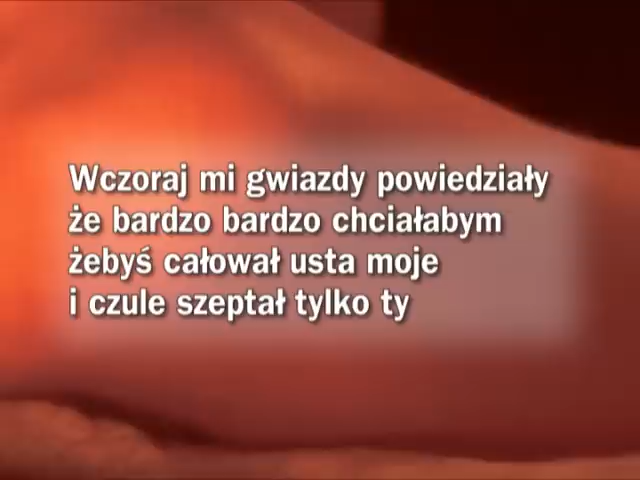 Wczoraj mi gwiazdy powiedziały
że bardzo bardzo chciałabym
żebyś całował usta moje
i czule szeptał tylko ty